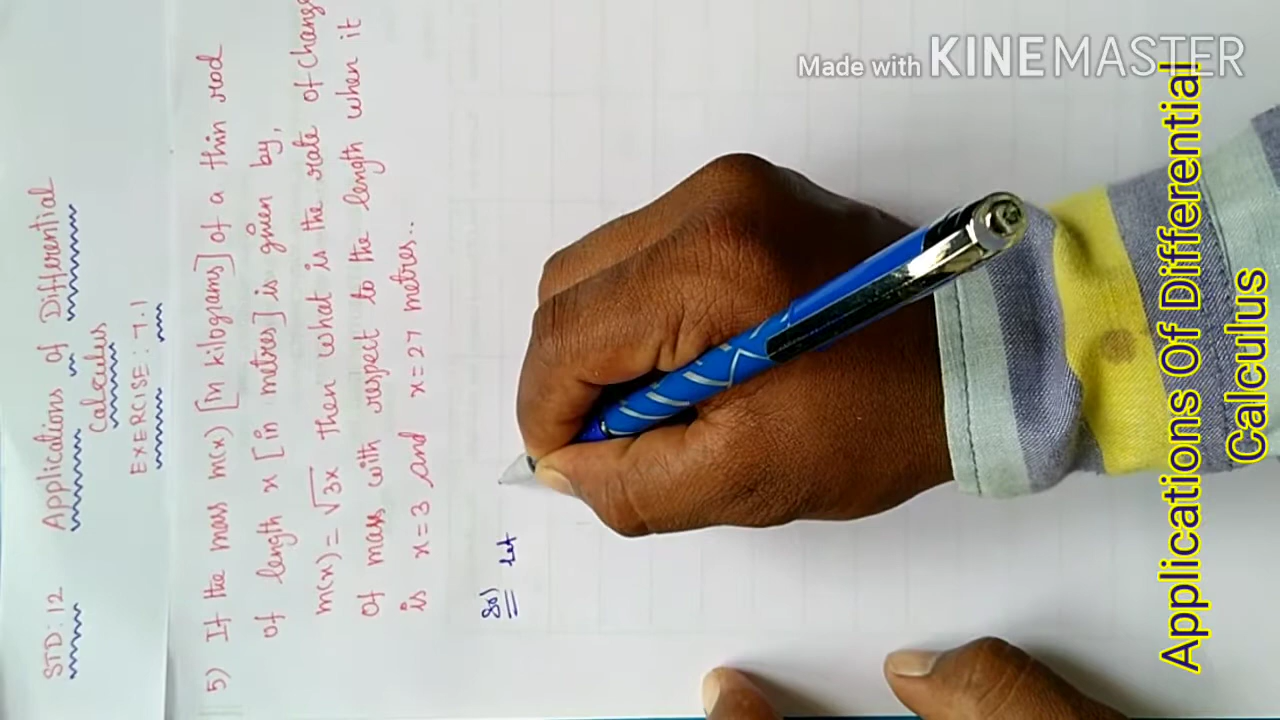 STD: 12 Applications of Differential
Calculus
EXERCISE: 7.1
5) If the mass m(x) [in kilograms] of a thin rod
of length x [in metres] is given by,
m(x) = √3x then what is the rate of change
of mass with respect to the length when it
is x = 3 and x = 27 metres..
Sol
Let
Made with KINEMASTER
Applications Of Differential
Calculus